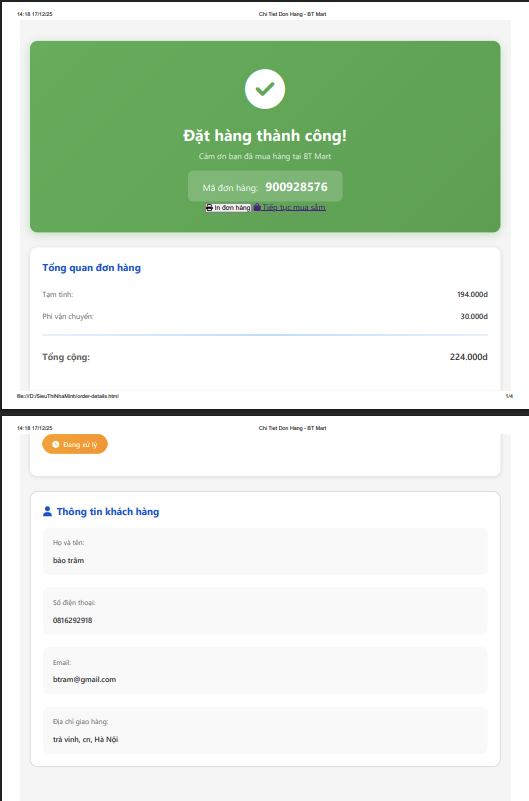 14:18 17/12/25 Chi Tiet Don Hang - BT Mart
Đặt hàng thành công!
Cảm ơn bạn đã mua hàng tại BT Mart
Mã đơn hàng: 900928576
In đơn hàng Tiếp tục mua sắm
Tổng quan đơn hàng
Tạm tính: 194.000đ
Phí vận chuyển: 30.000đ
Tổng cộng: 224.000đ
file:///D:/SieuThiNhaMinh/order-details.html 1/4
14:18 17/12/25 Chi Tiet Don Hang - BT Mart
Đang xử lý
Thông tin khách hàng
Họ và tên:
bảo trâm
Số điện thoại:
0816292918
Email:
btram@gmail.com
Địa chỉ giao hàng:
trà vinh, cn, Hà Nội